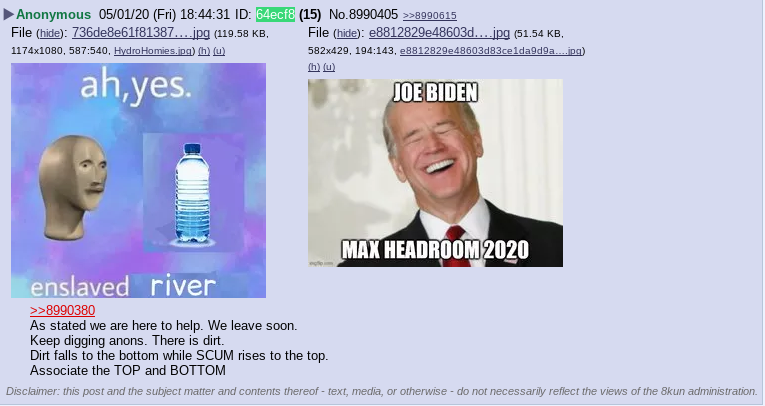 Anonymous 05/01/20 (Fri) 18:44:31 ID: 64ecf8 (15) No.8990405 >>8990615
File (hide): 736de8e61f81387….jpg (119.58 KB,
1174x1080, 587:540, HydroHomies.jpg) (h) (u)
ah,yes.
enslaved river
File (hide): e8812829e48603d….jpg (51.54 KB,
582x429, 194:143, e8812829e48603d83ce1da9d9a….jpg)
(h) (u)
JOE BIDEN
MAX HEADROOM 2020
imgflip.com
>>8990380
As stated we are here to help. We leave soon.
Keep digging anons. There is dirt.
Dirt falls to the bottom while SCUM rises to the top.
Associate the TOP and BOTTOM
Disclaimer: this post and the subject matter and contents thereof - text, media, or otherwise - do not necessarily reflect the views of the 8kun administration.